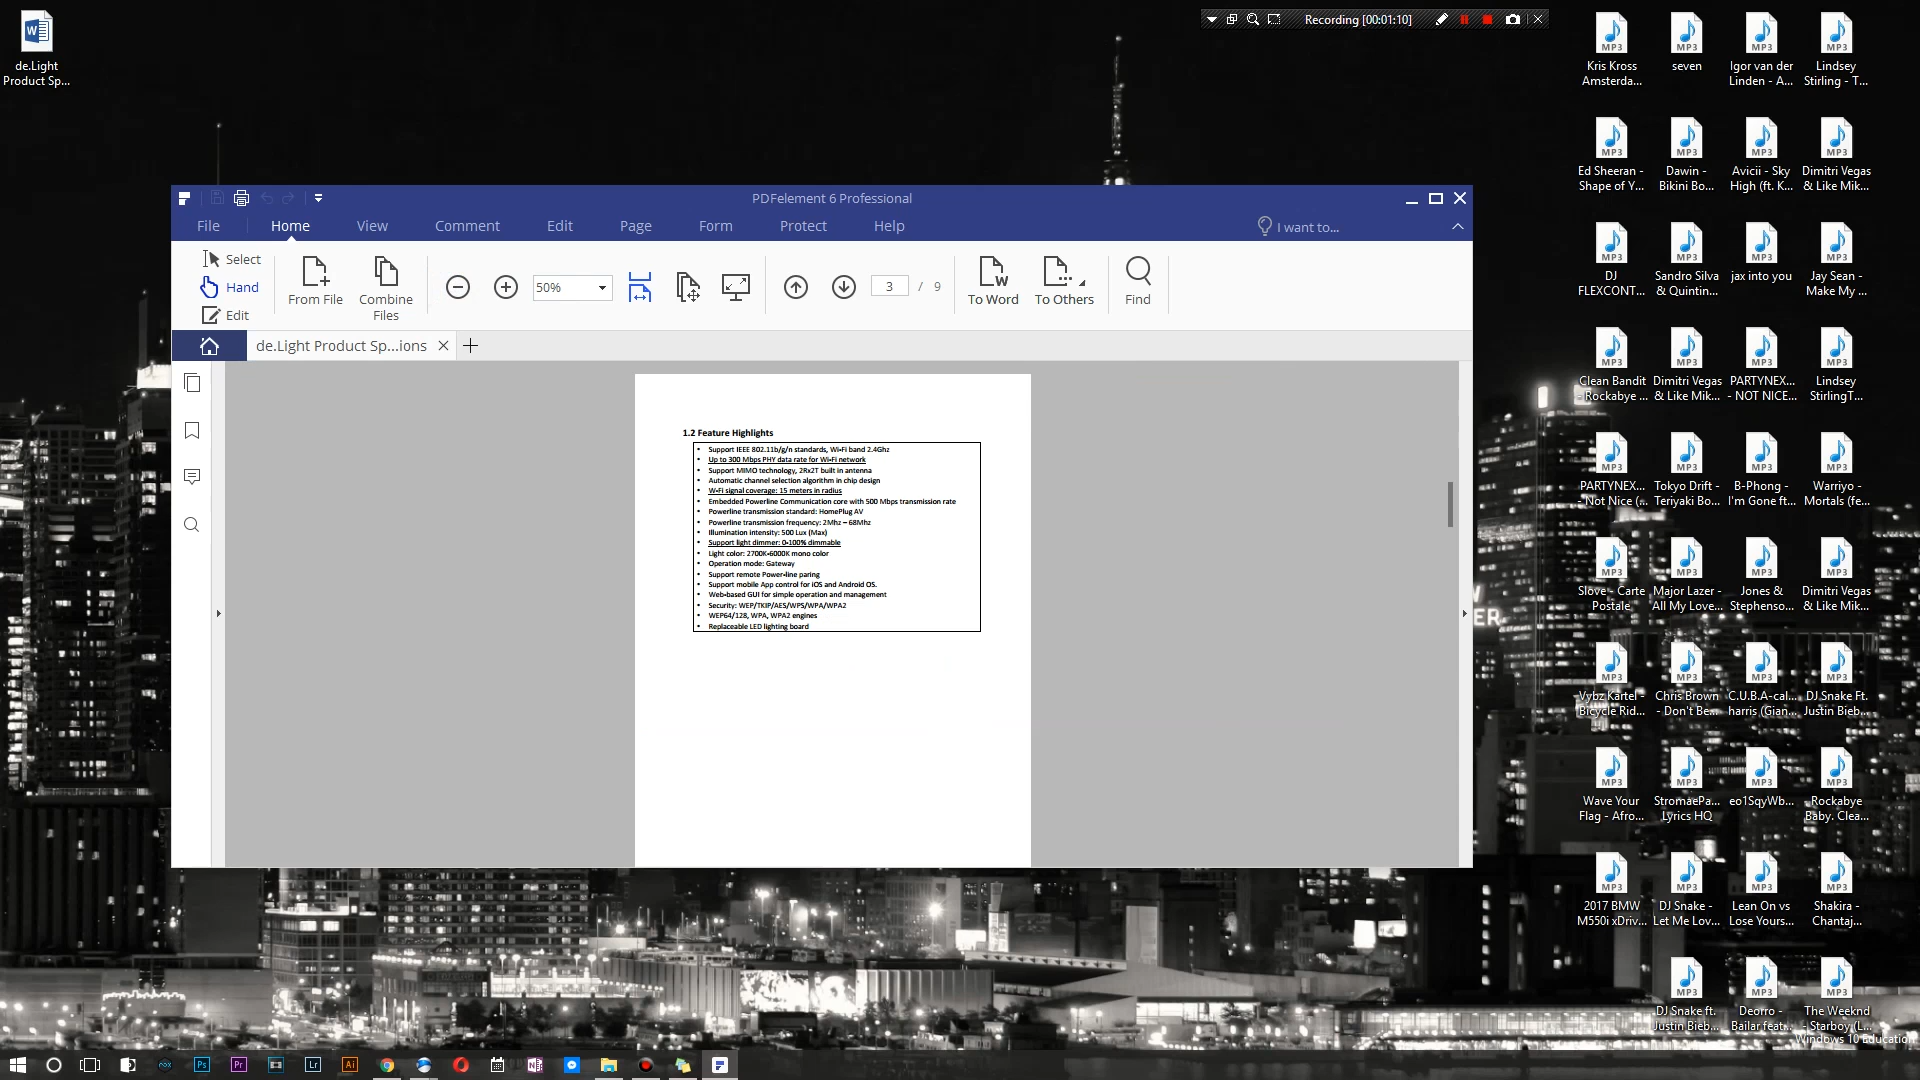 de.Light
Product Sp...
Recording [00:01:10]
PDFelement 6 Professional
File
Home
View
Comment
Edit
Page
Form
Protect
Help
I want to...
Select
Hand
Edit
From File
Combine
Files
50%
3 / 9
To Word
To Others
Find
de.Light Product Sp...ions
1.2 Feature Highlights
• Support IEEE 802.11b/g/n standards, Wi-Fi band 2.4Ghz
• Up to 300 Mbps PHY data rate for Wi-Fi network
• Support MIMO technology, 2Rx2T built in antenna
• Automatic channel selection algorithm in chip design
• Wi-Fi signal coverage: 15 meters in radius
• Embedded Powerline Communication core with 500 Mbps transmission rate
• Powerline transmission standard: HomePlug AV
• Powerline transmission frequency: 2Mhz – 68Mhz
• Illumination intensity: 500 Lux (Max)
• Support light dimmer: 0-100% dimmable
• Light color: 2700K-6000K mono color
• Operation mode: Gateway
• Support remote Power-line paring
• Support mobile App control for iOS and Android OS.
• Web-based GUI for simple operation and management
• Security: WEP/TKIP/AES/WPS/WPA/WPA2
• WEP64/128, WPA, WPA2 engines
• Replaceable LED lighting board
Kris Kross
Amsterda...
seven
Igor van der
Linden - A...
Lindsey
Stirling - T...
Ed Sheeran -
Shape of Y...
Dawin -
Bikini Bo...
Avicii - Sky
High (ft. K...
Dimitri Vegas
& Like Mik...
DJ
FLEXCONT...
Sandro Silva
& Quintin...
jax into you
Jay Sean -
Make My ...
Clean Bandit
- Rockabye ...
Dimitri Vegas
& Like Mik...
PARTYNEX...
- NOT NICE...
Lindsey
StirlingT...
PARTYNEX...
- Not Nice (...
Tokyo Drift -
Teriyaki Bo...
B-Phong -
I'm Gone ft...
Warriyo -
Mortals (fe...
Slove - Carte
Postale
Major Lazer -
All My Love...
Jones &
Stephenso...
Dimitri Vegas
& Like Mik...
Vybz Kartel -
Bicycle Rid...
Chris Brown
- Don't Be...
C.U.B.A-cal...
harris (Gian...
DJ Snake Ft.
Justin Bieb...
Wave Your
Flag - Afro...
StromaePa...
Lyrics HQ
eo1SqyWb...
Rockabye
Baby. Clea...
2017 BMW
M550i xDriv...
DJ Snake -
Let Me Lov...
Lean On vs
Lose Yours...
Shakira -
Chantaj...
DJ Snake ft.
Justin Bieb...
Deorro -
Bailar feat...
The Weeknd
- Starboy (L...
Windows 10 Education
Ps
Pr
Lr
Ai